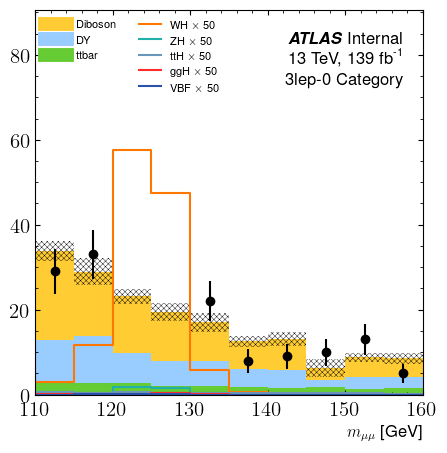 Diboson
DY
ttbar
WH × 50
ZH × 50
ttH × 50
ggH × 50
VBF × 50
ATLAS Internal
13 TeV, 139 fb⁻¹
3lep-0 Category
80
60
40
20
0
110 120 130 140 150 160
mμμ [GeV]